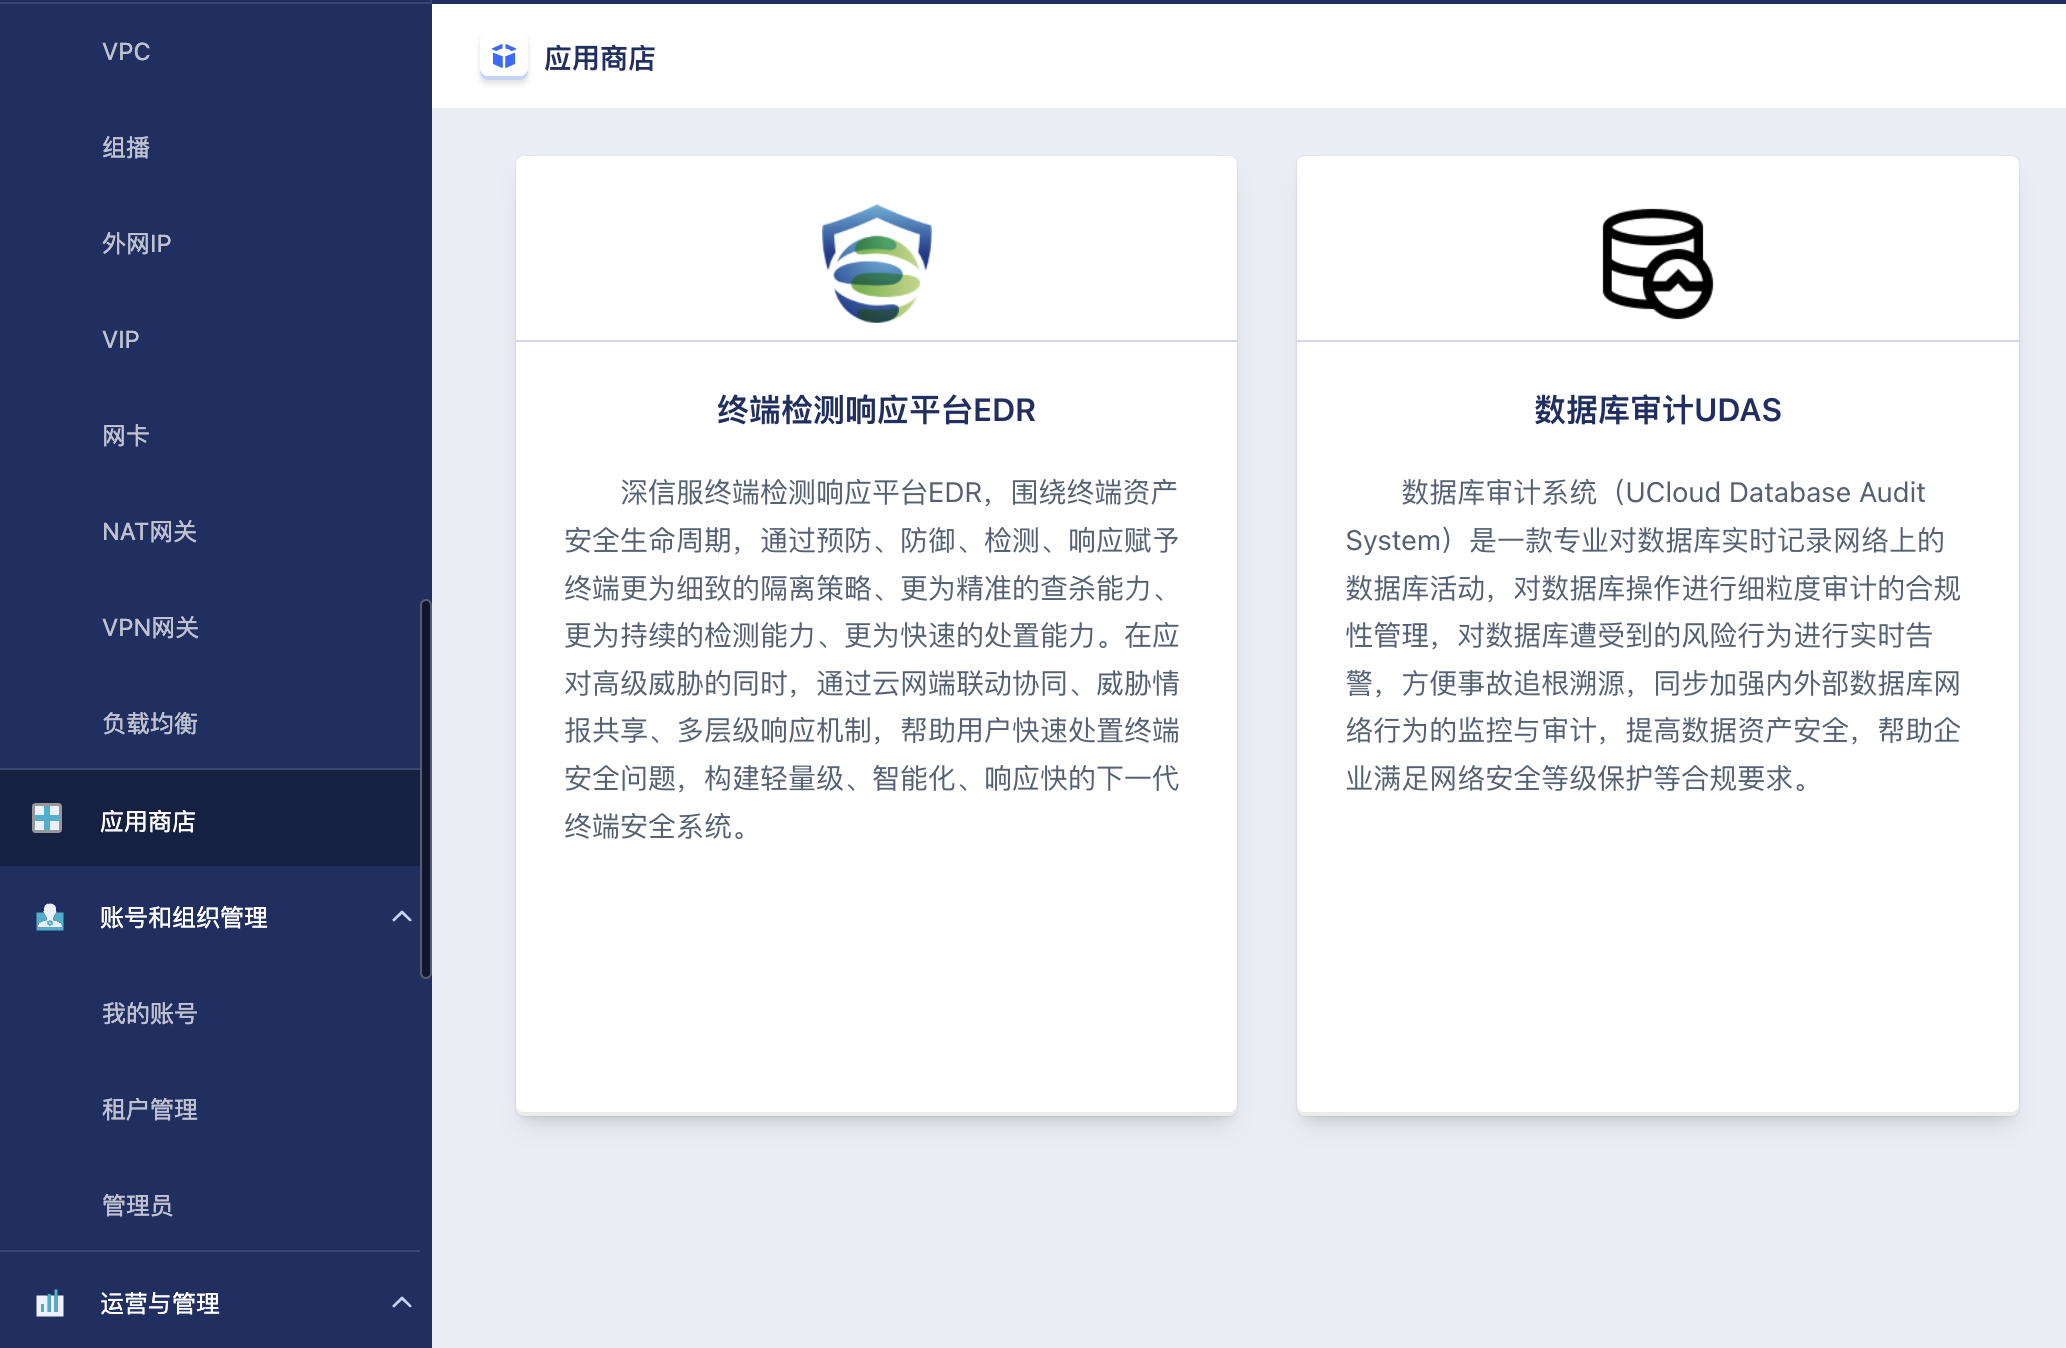 VPC
组播
外网IP
VIP
网卡
NAT网关
VPN网关
负载均衡
应用商店
账号和组织管理
我的账号
租户管理
管理员
运营与管理
应用商店
终端检测响应平台EDR
深信服终端检测响应平台EDR，围绕终端资产
安全生命周期，通过预防、防御、检测、响应赋予
终端更为细致的隔离策略、更为精准的查杀能力、
更为持续的检测能力、更为快速的处置能力。在应
对高级威胁的同时，通过云网端联动协同、威胁情
报共享、多层级响应机制，帮助用户快速处置终端
安全问题，构建轻量级、智能化、响应快的下一代
终端安全系统。
数据库审计UDAS
数据库审计系统（UCloud Database Audit
System）是一款专业对数据库实时记录网络上的
数据库活动，对数据库操作进行细粒度审计的合规
性管理，对数据库遭受到的风险行为进行实时告
警，方便事故追根溯源，同步加强内外部数据库网
络行为的监控与审计，提高数据资产安全，帮助企
业满足网络安全等级保护等合规要求。